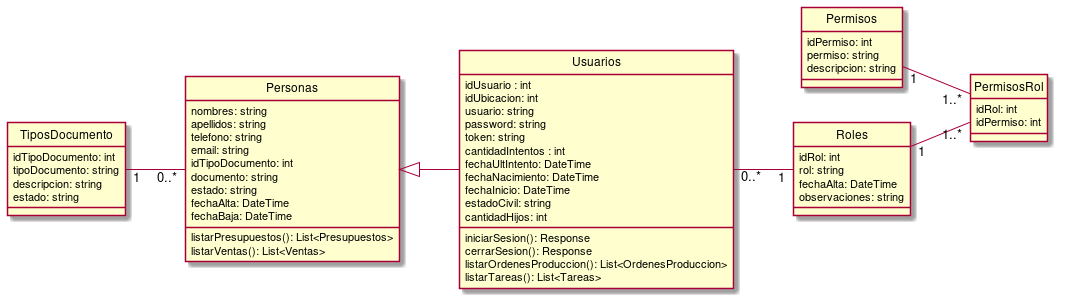 TiposDocumento
idTipoDocumento: int
tipoDocumento: string
descripcion: string
estado: string
1
0..*
Personas
nombres: string
apellidos: string
telefono: string
email: string
idTipoDocumento: int
documento: string
estado: string
fechaAlta: DateTime
fechaBaja: DateTime
listarPresupuestos(): List<Presupuestos>
listarVentas(): List<Ventas>
Usuarios
idUsuario : int
idUbicacion: int
usuario: string
password: string
token: string
cantidadIntentos : int
fechaUltIntento: DateTime
fechaNacimiento: DateTime
fechaInicio: DateTime
estadoCivil: string
cantidadHijos: int
iniciarSesion(): Response
cerrarSesion(): Response
listarOrdenesProduccion(): List<OrdenesProduccion>
listarTareas(): List<Tareas>
0..*
1
Permisos
idPermiso: int
permiso: string
descripcion: string
1
1..*
Roles
idRol: int
rol: string
fechaAlta: DateTime
observaciones: string
1
1..*
PermisosRol
idRol: int
idPermiso: int